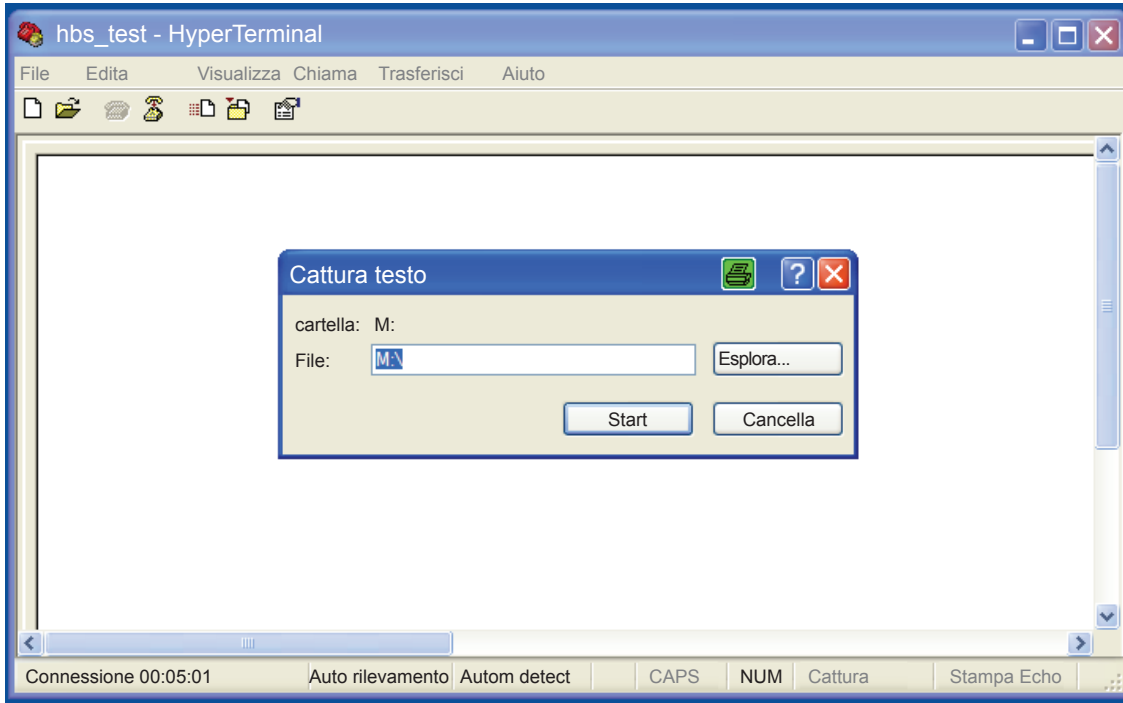 hbs_test - HyperTerminal
File Edita Visualizza Chiama Trasferisci Aiuto
Cattura testo
cartella: M:
File: M:\ Esplora...
Start Cancella
Connessione 00:05:01 Auto rilevamento Autom detect CAPS NUM Cattura Stampa Echo